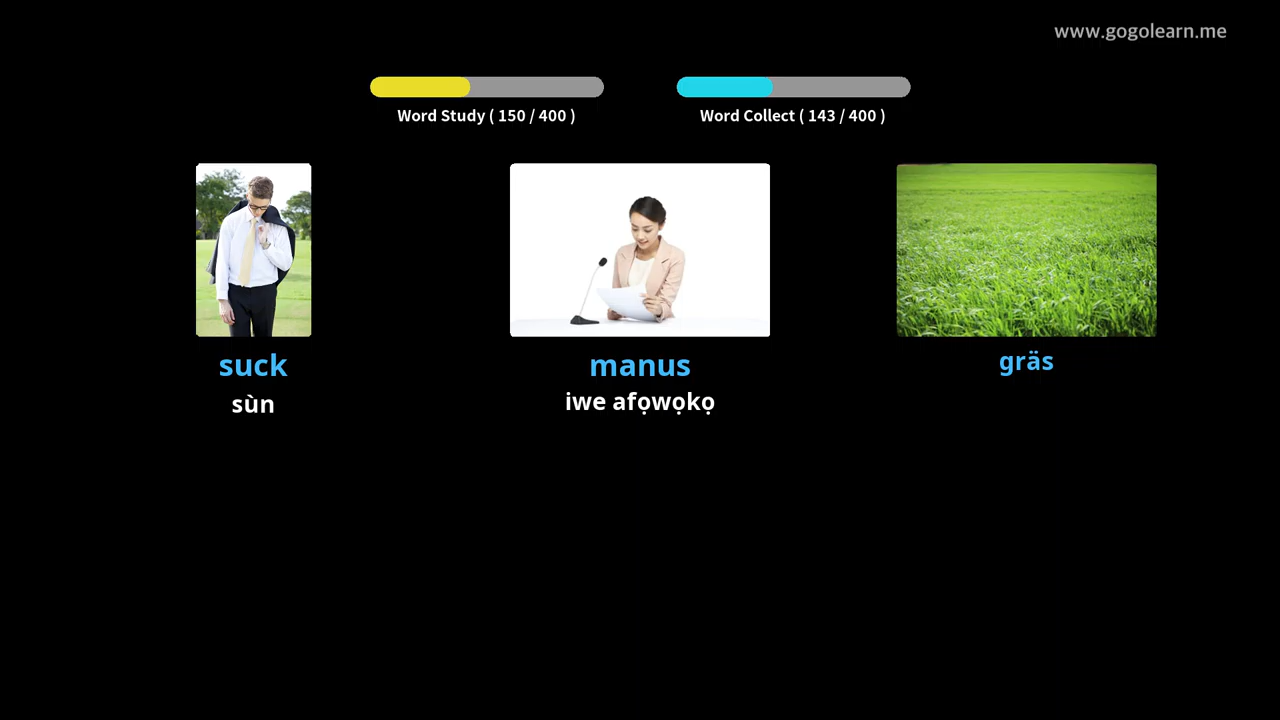 www.gogolearn.me
Word Study ( 150 / 400 )
Word Collect ( 143 / 400 )
suck
sùn
manus
iwe afọwọkọ
gräs